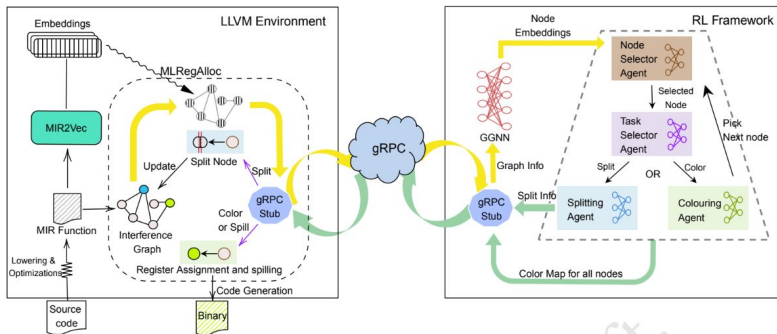 LLVM Environment
Embeddings
MLRegAlloc
MIR2Vec
Split Node
Update
Split
MIR Function
Interference
Graph
gRPC
Stub
Color
or Spill
Lowering &
Optimizations
Register Assignment and spilling
Code Generation
Source
code
Binary
gRPC
RL Framework
Node
Embeddings
GGNN
Graph Info
gRPC
Stub
Split Info
Node
Selector
Agent
Selected
Node
Task
Selector
Agent
Pick
Next node
Split
OR
Color
Splitting
Agent
Colouring
Agent
Color Map for all nodes